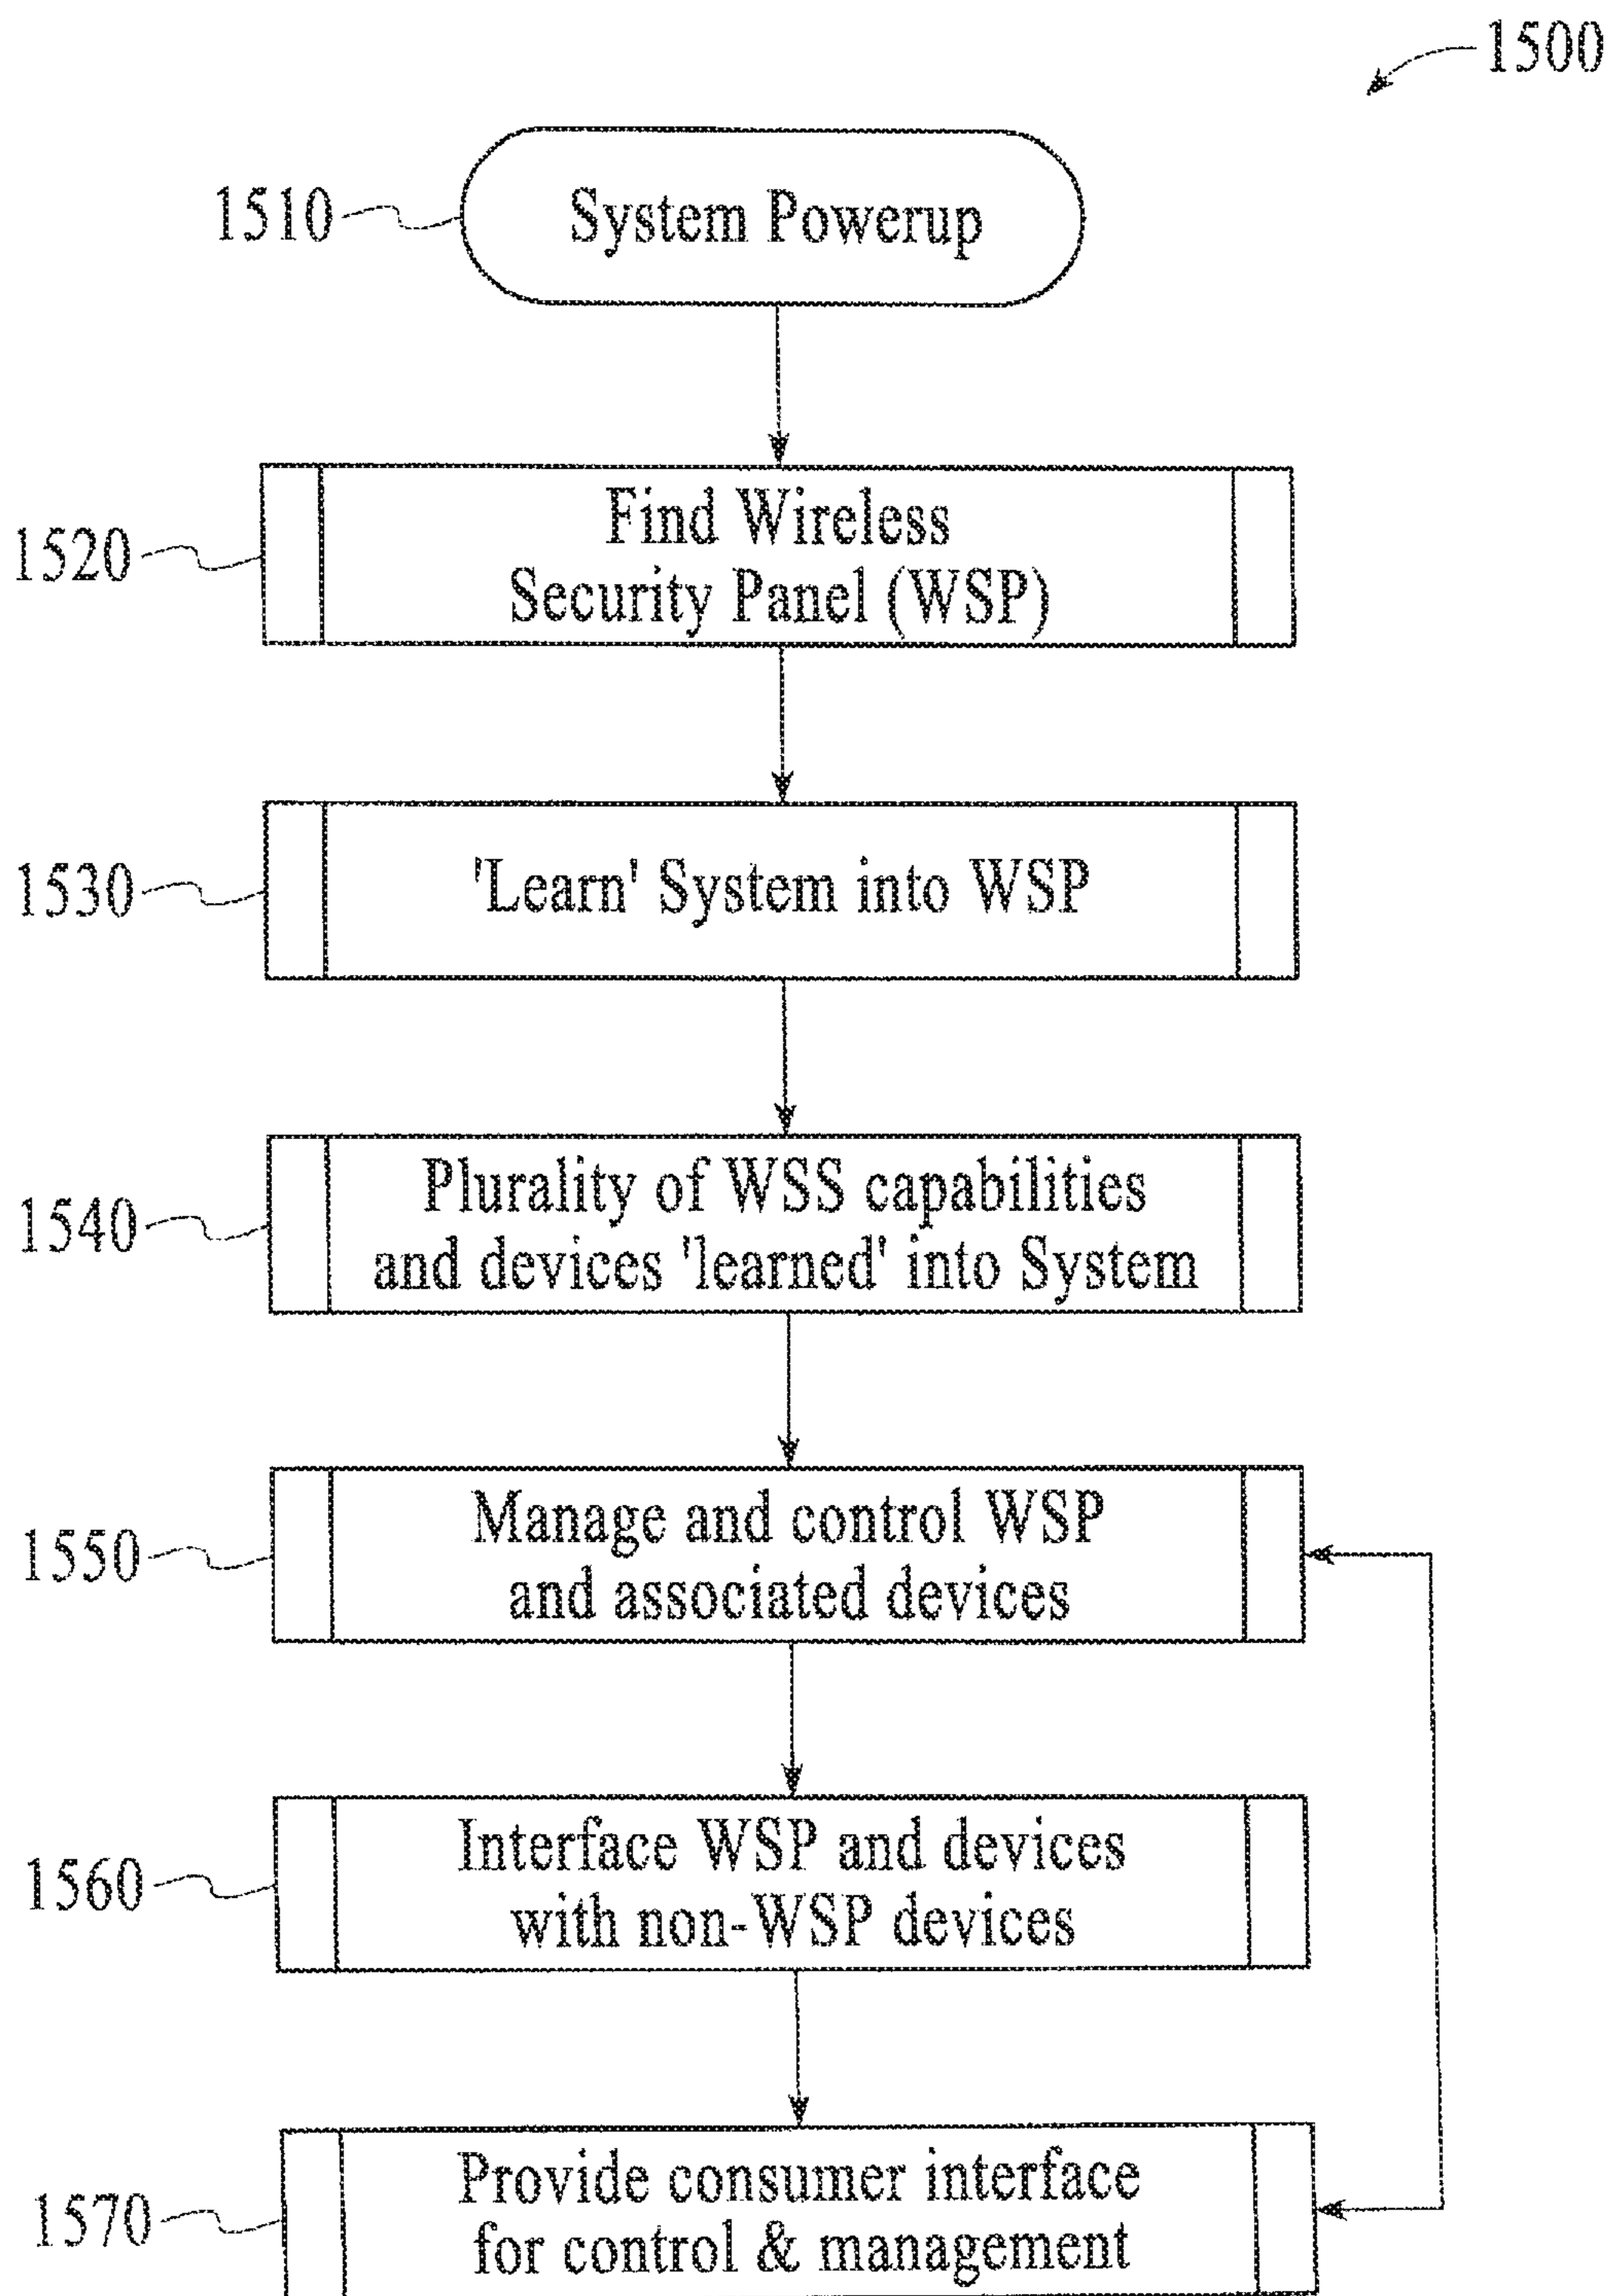 1500
1510
System Powerup
1520
Find Wireless
Security Panel (WSP)
1530
'Learn' System into WSP
1540
Plurality of WSS capabilities
and devices 'learned' into System
1550
Manage and control WSP
and associated devices
1560
Interface WSP and devices
with non-WSP devices
1570
Provide consumer interface
for control & management